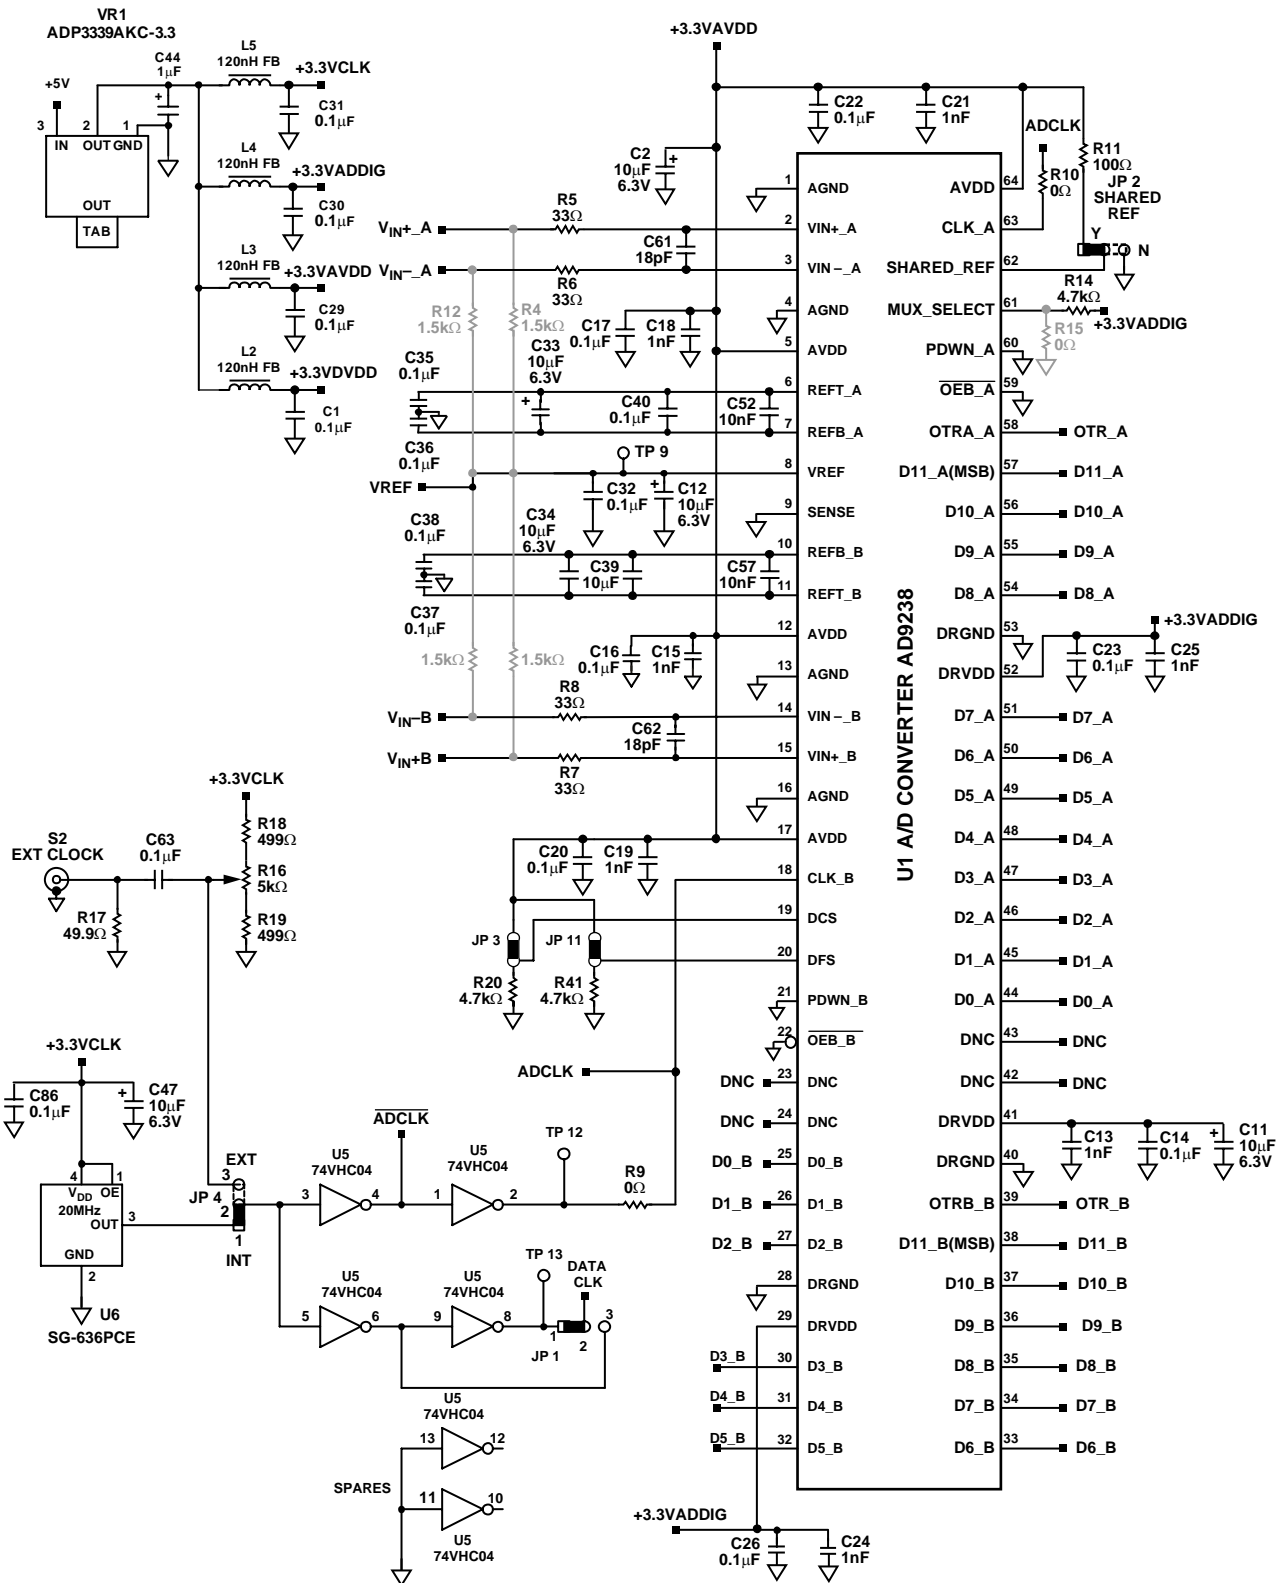 VR1
ADP3339AKC-3.3
+5V
C44
1μF
3
2
1
IN
OUT
GND
OUT
TAB
L5
120nH FB
+3.3VCLK
C31
0.1μF
L4
120nH FB
+3.3VADDIG
C30
0.1μF
L3
120nH FB
+3.3VAVDD
C29
0.1μF
L2
120nH FB
+3.3VDVDD
C1
0.1μF
+3.3VAVDD
C22
0.1μF
C21
1nF
C2
10μF
6.3V
+
ADCLK
R10
0Ω
R11
100Ω
JP 2
SHARED
REF
Y
N
R14
4.7kΩ
+3.3VADDIG
R15
0Ω
VIN+_A
R5
33Ω
C61
18pF
VIN–_A
R6
33Ω
R12
1.5kΩ
R4
1.5kΩ
C17
0.1μF
C18
1nF
C35
0.1μF
C33
10μF
6.3V
+
C40
0.1μF
C52
10nF
C36
0.1μF
TP 9
VREF
C32
0.1μF
+
C12
10μF
6.3V
C38
0.1μF
C34
10μF
6.3V
C39
10μF
C57
10nF
C37
0.1μF
1.5kΩ
1.5kΩ
C16
0.1μF
C15
1nF
VIN–B
R8
33Ω
C62
18pF
VIN+B
R7
33Ω
U1 A/D CONVERTER AD9238
1 AGND
2 VIN+_A
3 VIN–_A
4 AGND
5 AVDD
6 REFT_A
7 REFB_A
8 VREF
9 SENSE
10 REFB_B
11 REFT_B
12 AVDD
13 AGND
14 VIN–_B
15 VIN+_B
16 AGND
17 AVDD
18 CLK_B
19 DCS
20 DFS
21 PDWN_B
22 OEB_B
DNC 23 DNC
DNC 24 DNC
D0_B 25 D0_B
D1_B 26 D1_B
D2_B 27 D2_B
28 DRGND
29 DRVDD
D3_B 30 D3_B
D4_B 31 D4_B
D5_B 32 D5_B
AVDD 64
CLK_A 63
SHARED_REF 62
MUX_SELECT 61
PDWN_A 60
OEB_A 59
OTRA_A 58 OTR_A
D11_A(MSB) 57 D11_A
D10_A 56 D10_A
D9_A 55 D9_A
D8_A 54 D8_A
DRGND 53
DRVDD 52
+3.3VADDIG
C23
0.1μF
C25
1nF
D7_A 51 D7_A
D6_A 50 D6_A
D5_A 49 D5_A
D4_A 48 D4_A
D3_A 47 D3_A
D2_A 46 D2_A
D1_A 45 D1_A
D0_A 44 D0_A
DNC 43 DNC
DNC 42 DNC
DRVDD 41
C13
1nF
C14
0.1μF
+
C11
10μF
6.3V
DRGND 40
OTRB_B 39 OTR_B
D11_B(MSB) 38 D11_B
D10_B 37 D10_B
D9_B 36 D9_B
D8_B 35 D8_B
D7_B 34 D7_B
D6_B 33 D6_B
+3.3VCLK
S2
EXT CLOCK
C63
0.1μF
R18
499Ω
R16
5kΩ
R19
499Ω
R17
49.9Ω
C20
0.1μF
C19
1nF
JP 3
JP 11
R20
4.7kΩ
R41
4.7kΩ
+3.3VCLK
C86
0.1μF
+
C47
10μF
6.3V
4
1
VDD
OE
20MHz
OUT
3
GND
2
U6
SG-636PCE
EXT
3
JP 4
2
1
INT
ADCLK
ADCLK
U5
74VHC04
3
4
U5
74VHC04
1
2
TP 12
R9
0Ω
U5
74VHC04
5
6
U5
74VHC04
9
8
TP 13
DATA
CLK
1
2
3
JP 1
U5
74VHC04
13
12
SPARES
11
10
U5
74VHC04
+3.3VADDIG
C26
0.1μF
C24
1nF